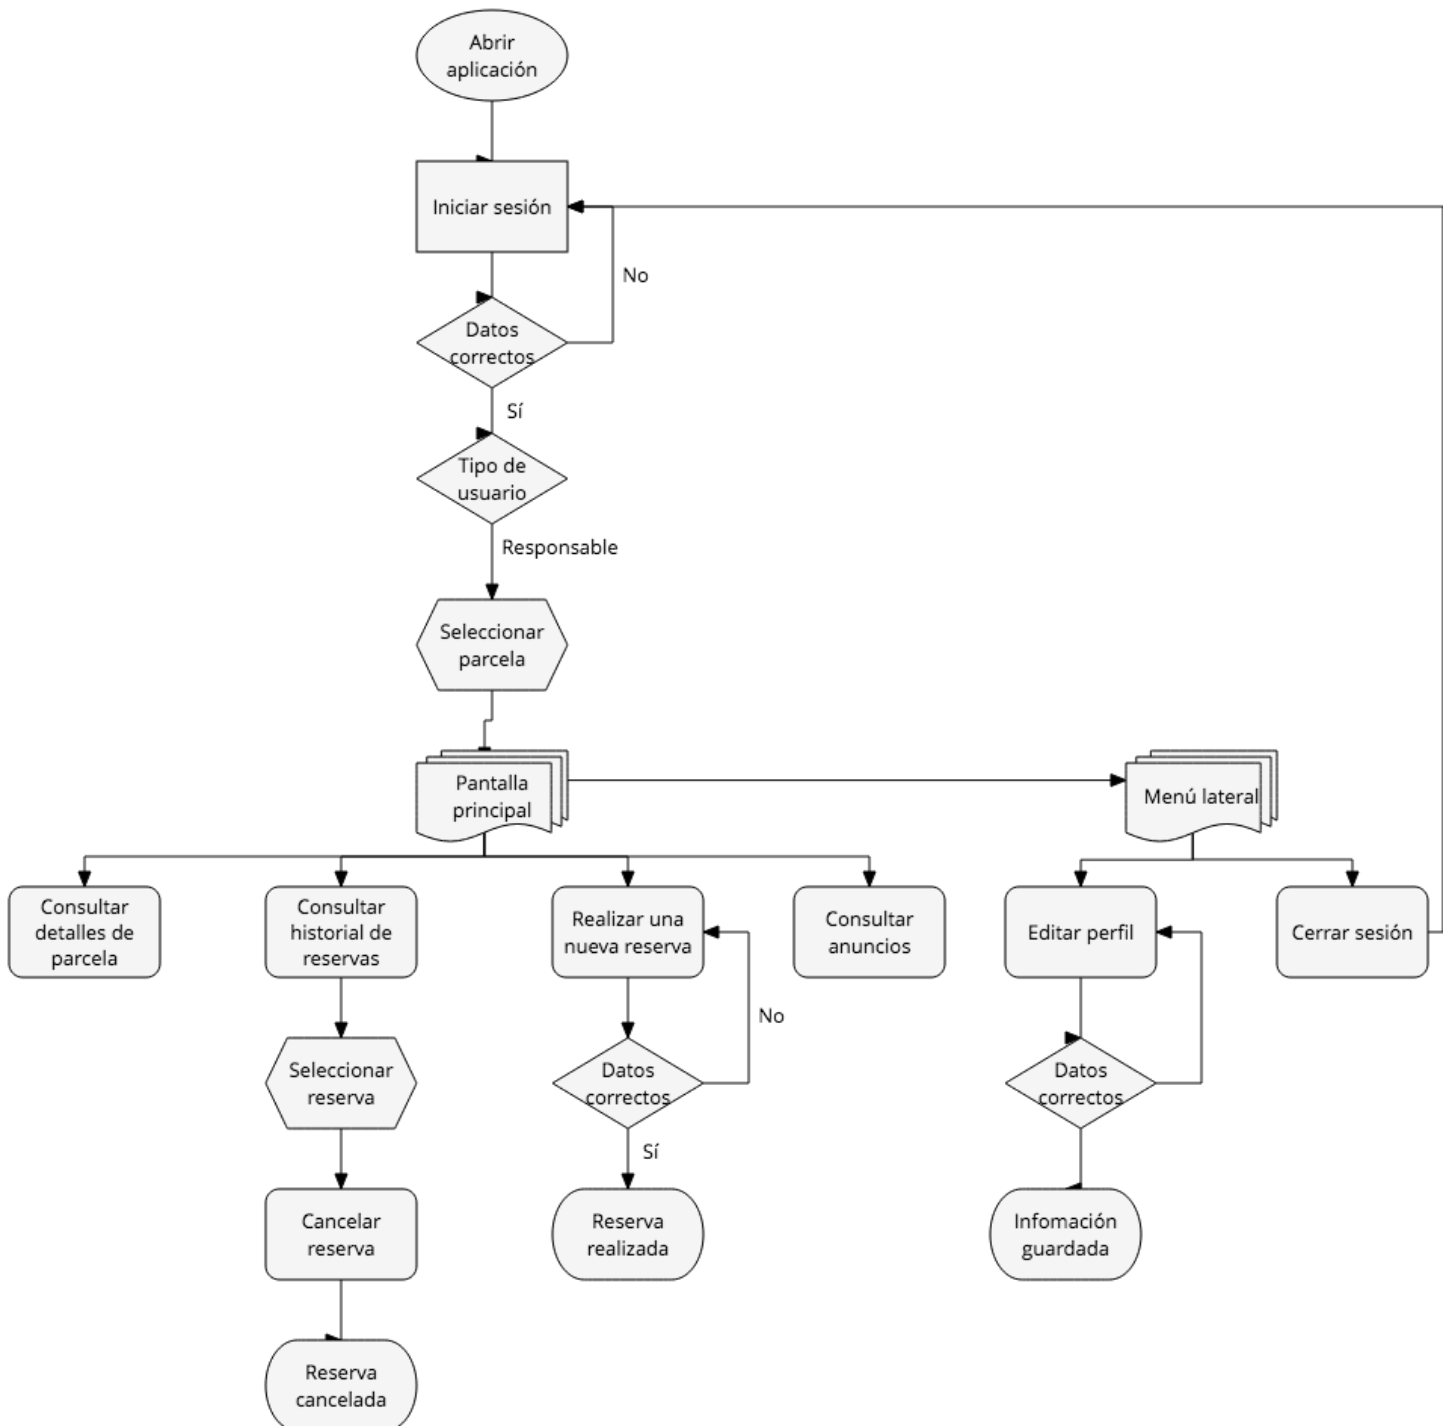 Abrir
aplicación
Iniciar sesión
No
Datos
correctos
Sí
Tipo de
usuario
Responsable
Seleccionar
parcela
Pantalla
principal
Menú lateral
Consultar
detalles de
parcela
Consultar
historial de
reservas
Realizar una
nueva reserva
Consultar
anuncios
Editar perfil
Cerrar sesión
No
Seleccionar
reserva
Datos
correctos
Datos
correctos
Sí
Cancelar
reserva
Reserva
realizada
Infomación
guardada
Reserva
cancelada